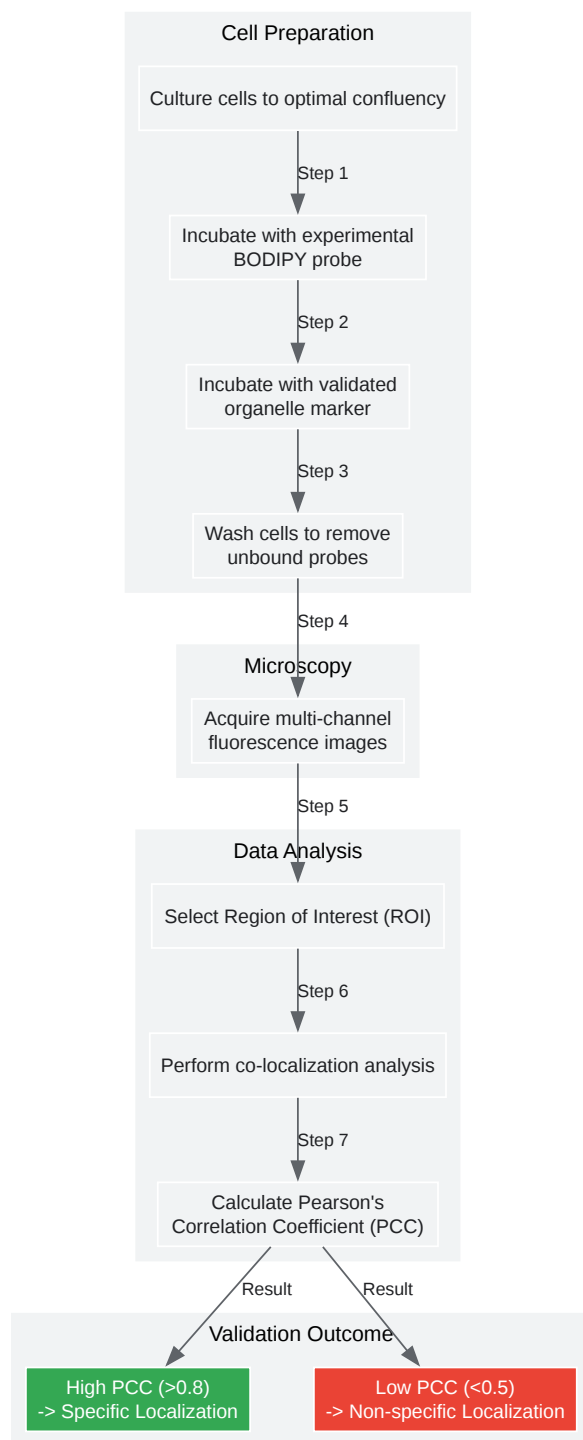 Cell Preparation
Culture cells to optimal confluency
Step 1
Incubate with experimental
BODIPY probe
Step 2
Incubate with validated
organelle marker
Step 3
Wash cells to remove
unbound probes
Step 4
Microscopy
Acquire multi-channel
fluorescence images
Step 5
Data Analysis
Select Region of Interest (ROI)
Step 6
Perform co-localization analysis
Step 7
Calculate Pearson's
Correlation Coefficient (PCC)
Result
Result
Validation Outcome
High PCC (>0.8)
-> Specific Localization
Low PCC (<0.5)
-> Non-specific Localization